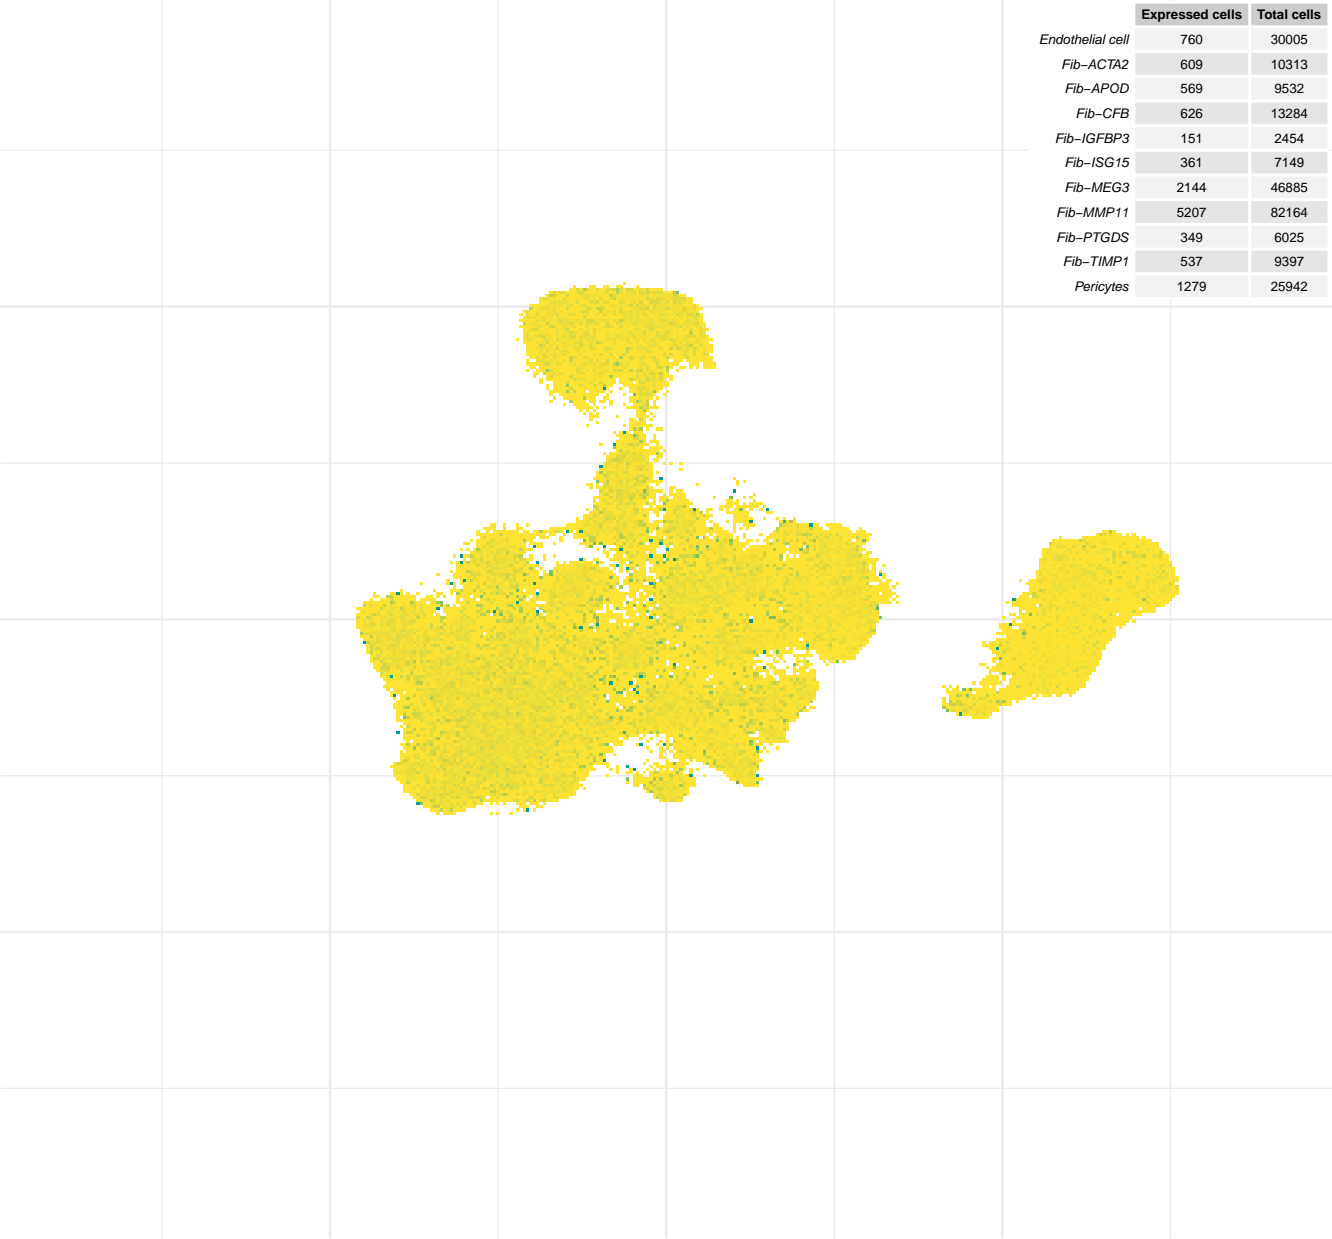 Expressed cells Total cells
Endothelial cell 760 30005
Fib−ACTA2 609 10313
Fib−APOD 569 9532
Fib−CFB 626 13284
Fib−IGFBP3 151 2454
Fib−ISG15 361 7149
Fib−MEG3 2144 46885
Fib−MMP11 5207 82164
Fib−PTGDS 349 6025
Fib−TIMP1 537 9397
Pericytes 1279 25942